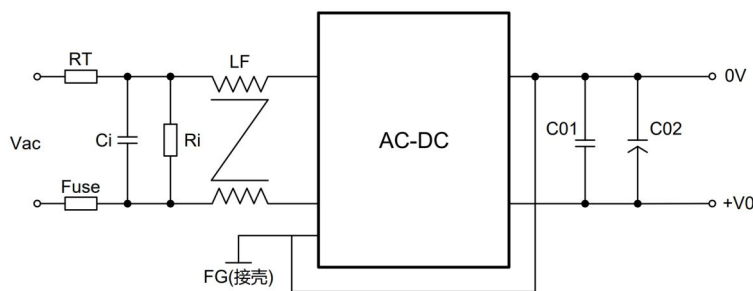 RT
LF
0V
Vac
Ci
Ri
AC-DC
C01
C02
Fuse
+V0
FG(接壳)